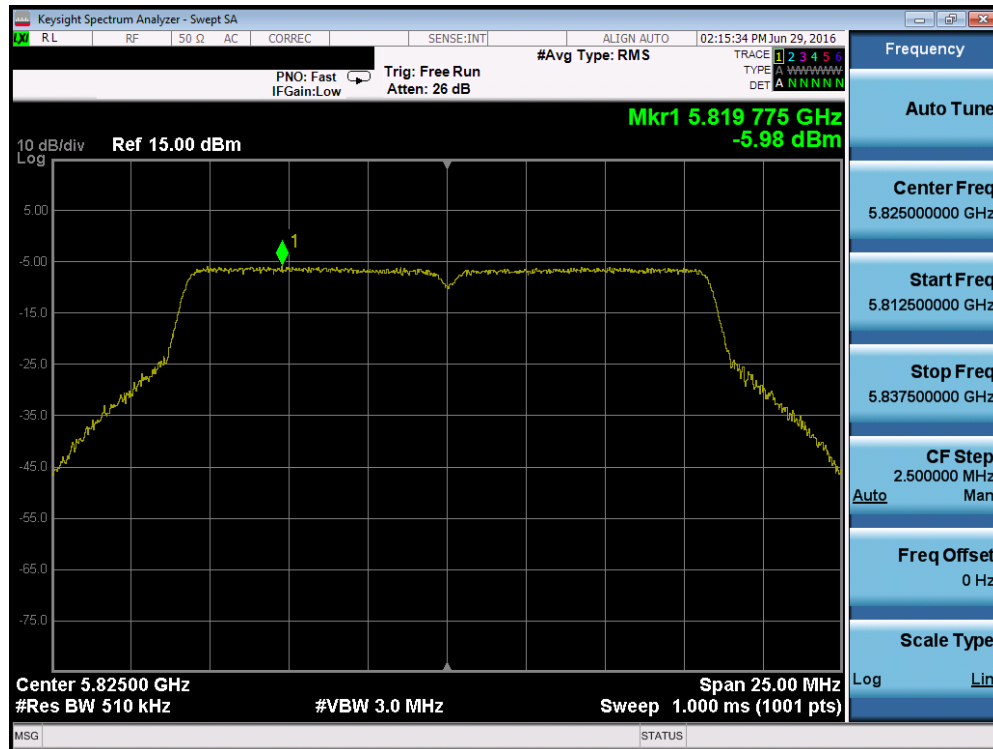 Keysight Spectrum Analyzer - Swept SA
LXI RL RF 50 Ω AC CORREC SENSE:INT ALIGN AUTO 02:15:34 PM Jun 29, 2016
#Avg Type: RMS TRACE 1 2 3 4 5 6
PNO: Fast Trig: Free Run TYPE A WWWWW
IFGain:Low Atten: 26 dB DET A N N N N N
Mkr1 5.819 775 GHz
-5.98 dBm
10 dB/div Ref 15.00 dBm
Log
1
5.00
-5.00
-15.0
-25.0
-35.0
-45.0
-55.0
-65.0
-75.0
Center 5.82500 GHz Span 25.00 MHz
#Res BW 510 kHz #VBW 3.0 MHz Sweep 1.000 ms (1001 pts)
MSG STATUS
Frequency
Auto Tune
Center Freq
5.825000000 GHz
Start Freq
5.812500000 GHz
Stop Freq
5.837500000 GHz
CF Step
2.500000 MHz
Auto Man
Freq Offset
0 Hz
Scale Type
Log Lin